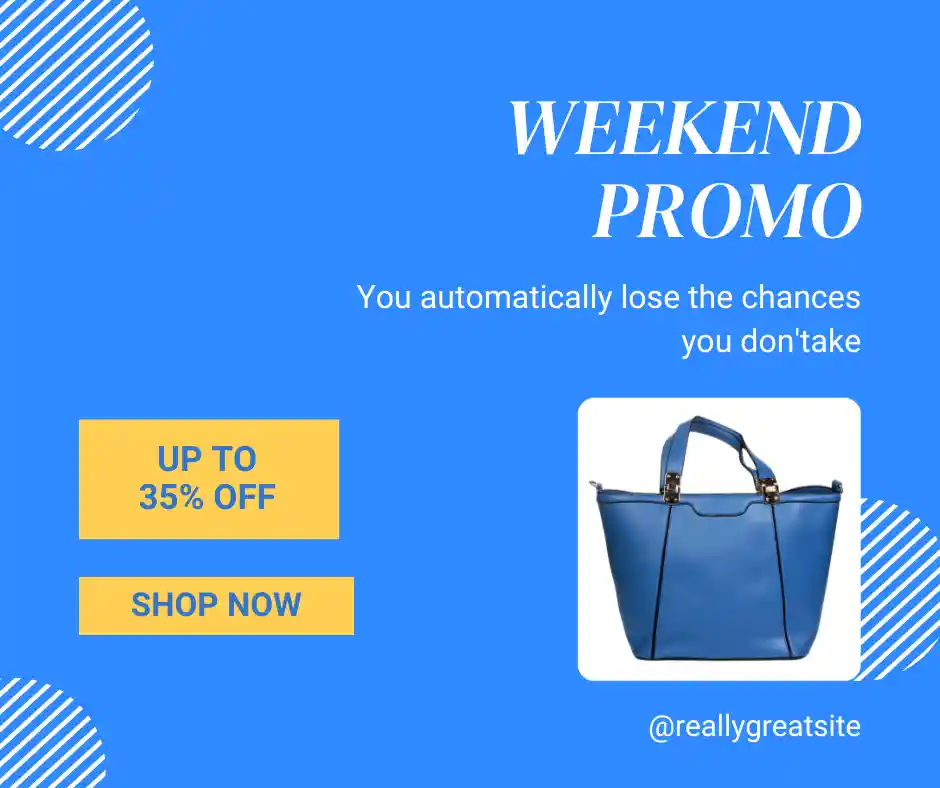 WEEKEND
PROMO
You automatically lose the chances
you don'take
UP TO
35% OFF
SHOP NOW
@reallygreatsite